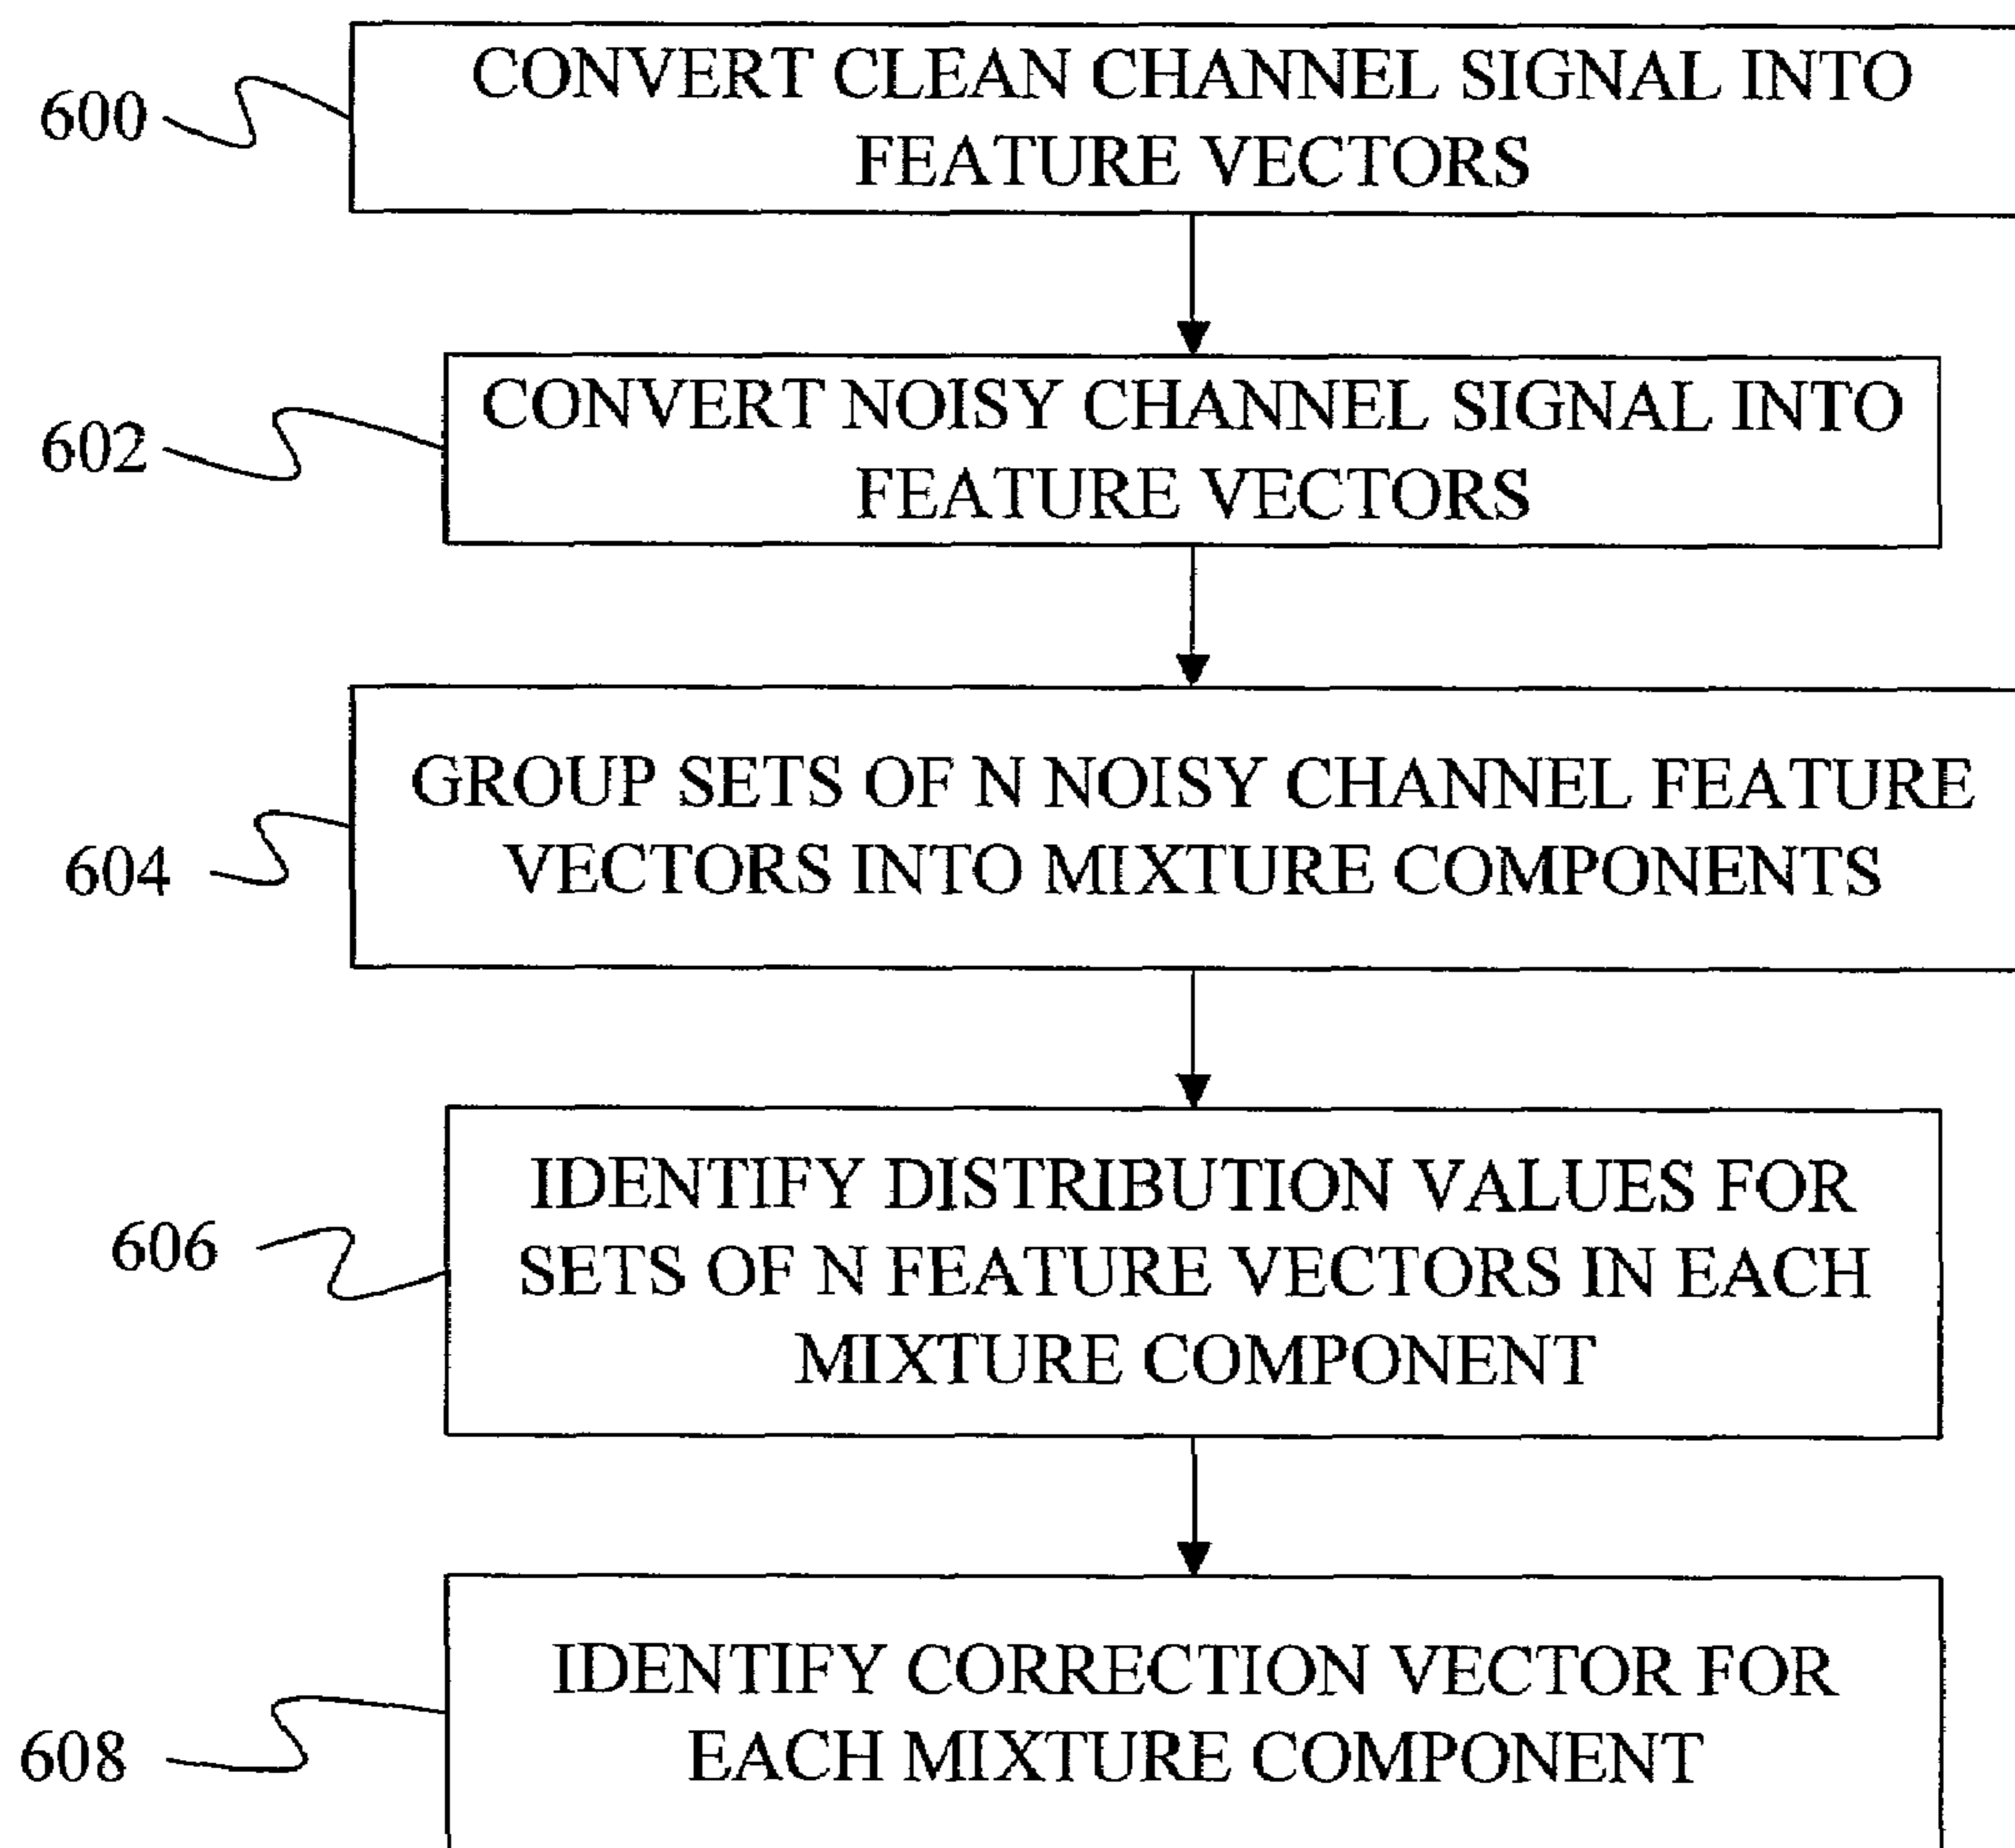 600
CONVERT CLEAN CHANNEL SIGNAL INTO
FEATURE VECTORS
602
CONVERT NOISY CHANNEL SIGNAL INTO
FEATURE VECTORS
604
GROUP SETS OF N NOISY CHANNEL FEATURE
VECTORS INTO MIXTURE COMPONENTS
606
IDENTIFY DISTRIBUTION VALUES FOR
SETS OF N FEATURE VECTORS IN EACH
MIXTURE COMPONENT
608
IDENTIFY CORRECTION VECTOR FOR
EACH MIXTURE COMPONENT